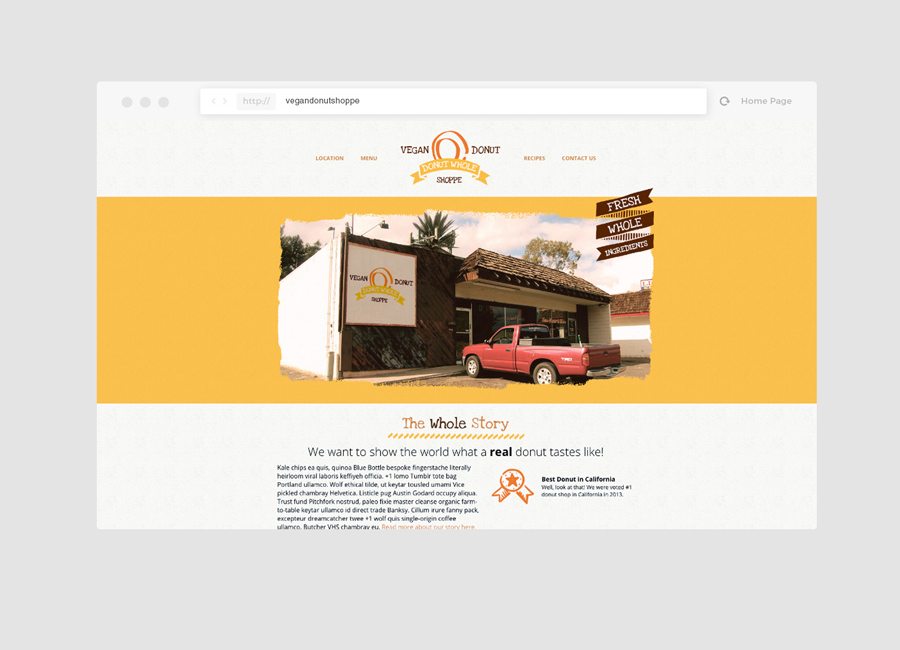 http://
vegandonutshoppe
Home Page
LOCATION
MENU
VEGAN DONUT
DONUT WHOLE
SHOPPE
RECIPES
CONTACT US
FRESH
WHOLE
INGREDIENTS
VEGAN DONUT
DONUT WHOLE
SHOPPE
The Whole Story
We want to show the world what a real donut tastes like!
Kale chips ea quis, quinoa Blue Bottle bespoke fingerstache literally
heirloom viral laboris keffiyeh officia. +1 lomo Tumblr tote bag
Portland ullamco. Wolf ethical tilde, ut keytar tousled umami Vice
pickled chambray Helvetica. Listicle pug Austin Godard occupy aliqua.
Trust fund Pitchfork nostrud, paleo fixie master cleanse organic farm-
to-table keytar ullamco id direct trade Banksy. Cillum irure fanny pack,
excepteur dreamcatcher twee +1 wolf quis single-origin coffee
ullamco. Butcher VHS chambray eu. Read more about our story here.
Best Donut in California
Well, look at that! We were voted #1
donut shop in California in 2013.